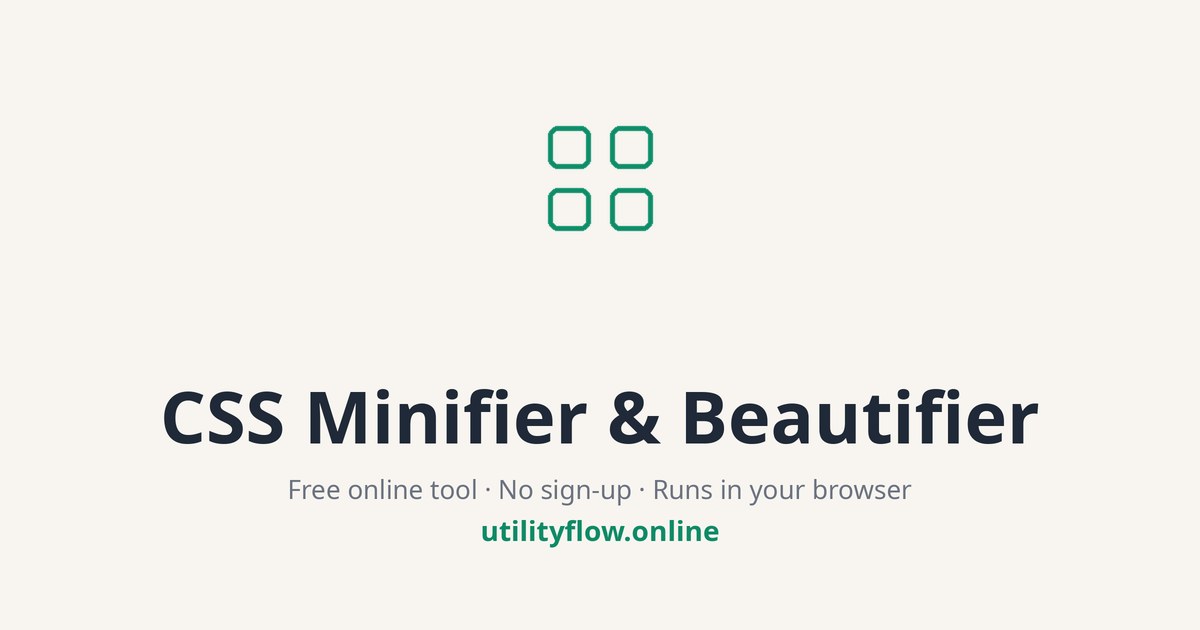 CSS Minifier & Beautifier
Free online tool · No sign-up · Runs in your browser
utilityflow.online